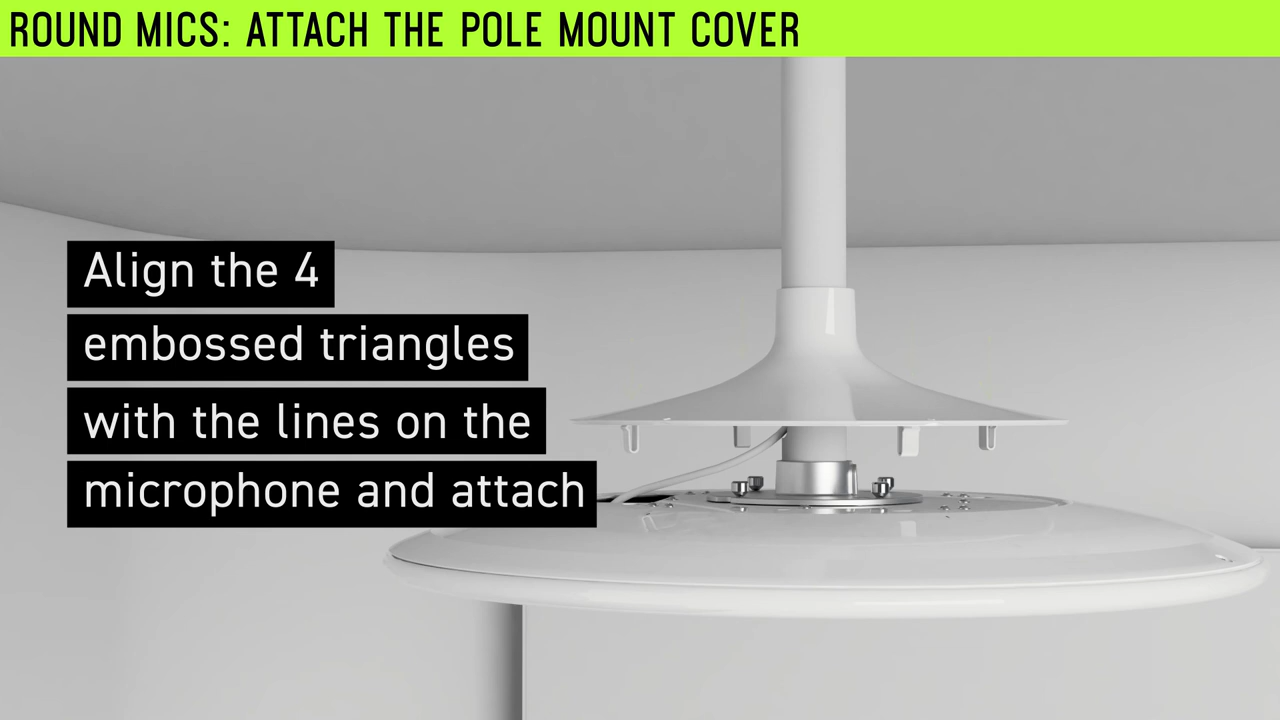 ROUND MICS: ATTACH THE POLE MOUNT COVER
Align the 4
embossed triangles
with the lines on the
microphone and attach